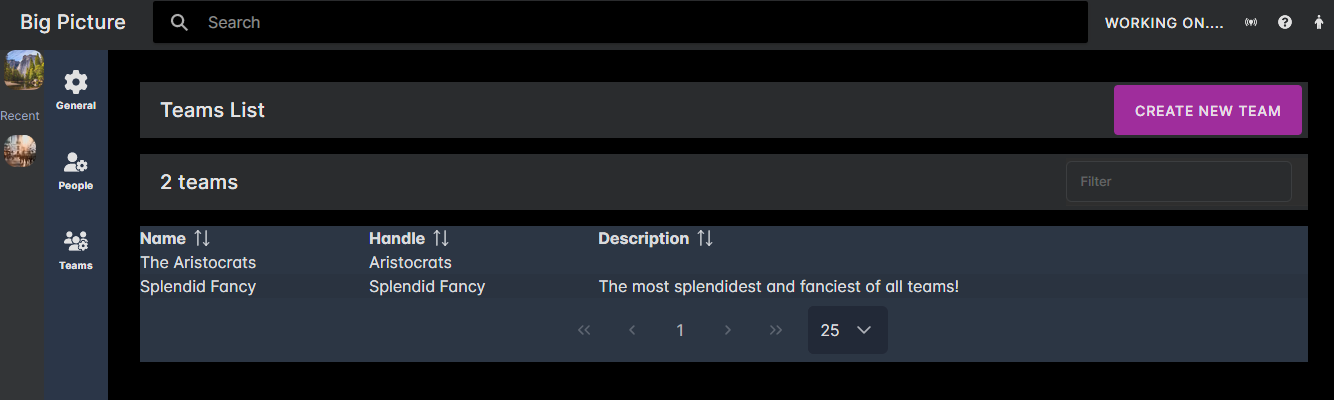 Big Picture Search WORKING ON....
General
Recent
People
Teams
Teams List CREATE NEW TEAM
2 teams Filter
Name Handle Description
The Aristocrats Aristocrats
Splendid Fancy Splendid Fancy The most splendidest and fanciest of all teams!
1 25